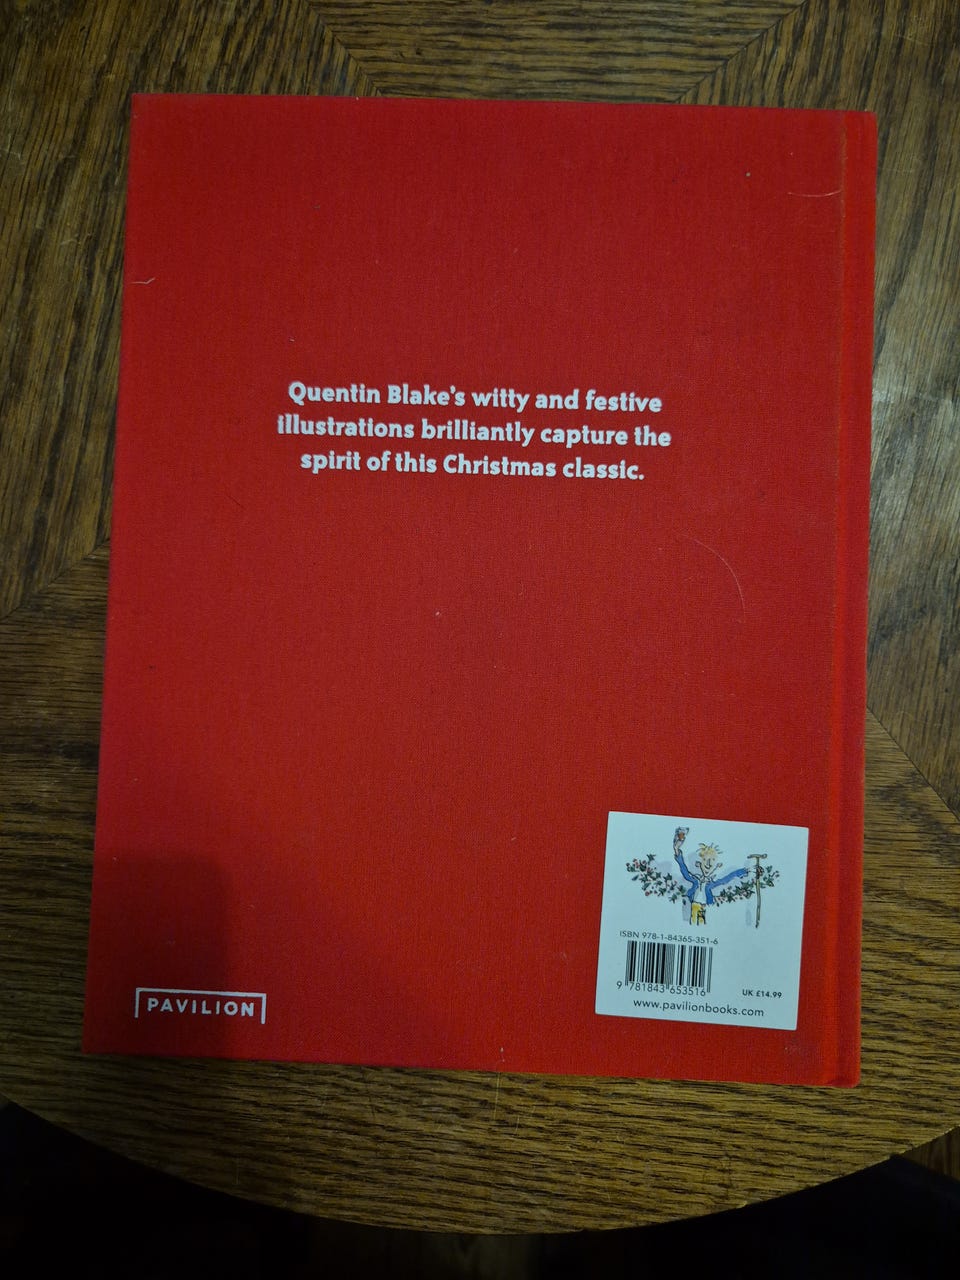 Quentin Blake's witty and festive
illustrations brilliantly capture the
spirit of this Christmas classic.
PAVILION
ISBN 978-1-84365-351-6
9 781843 653516
UK £14.99
www.pavilionbooks.com